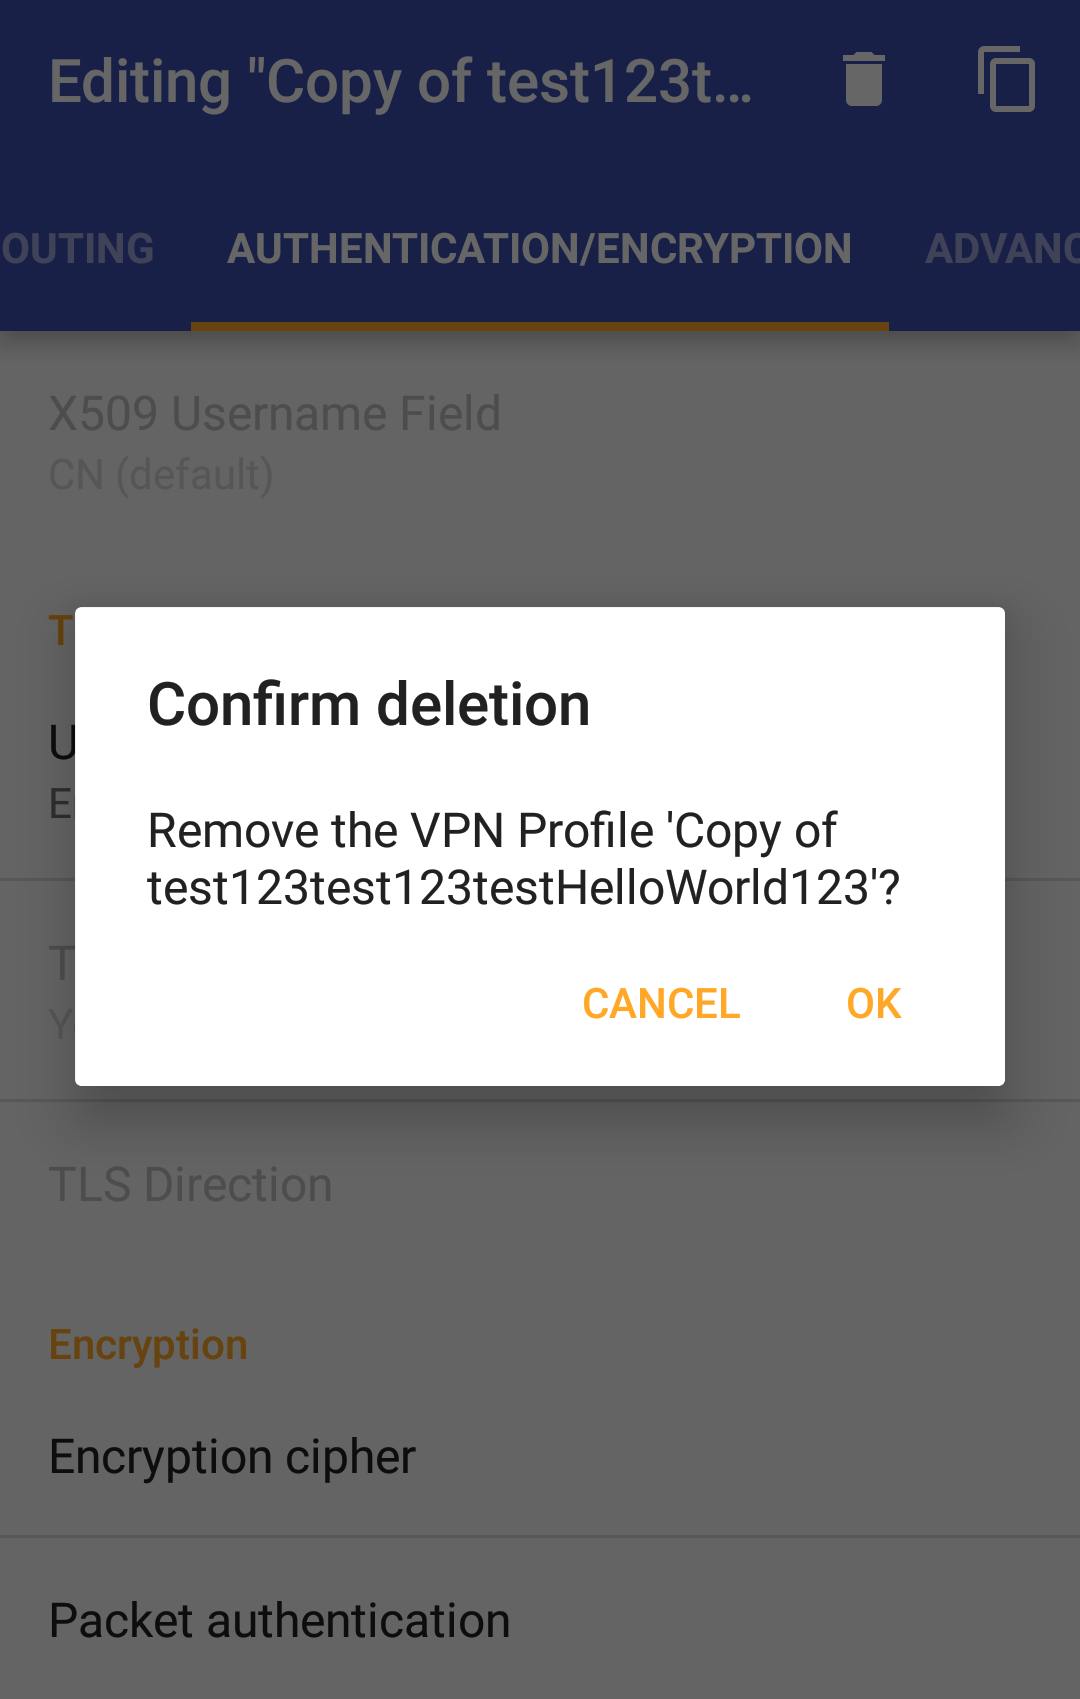 Editing "Copy of test123t...
OUTING AUTHENTICATION/ENCRYPTION ADVANC
X509 Username Field
CN (default)
T
U
E
Confirm deletion
Remove the VPN Profile 'Copy of
test123test123testHelloWorld123'?
CANCEL OK
T
Y
TLS Direction
Encryption
Encryption cipher
Packet authentication